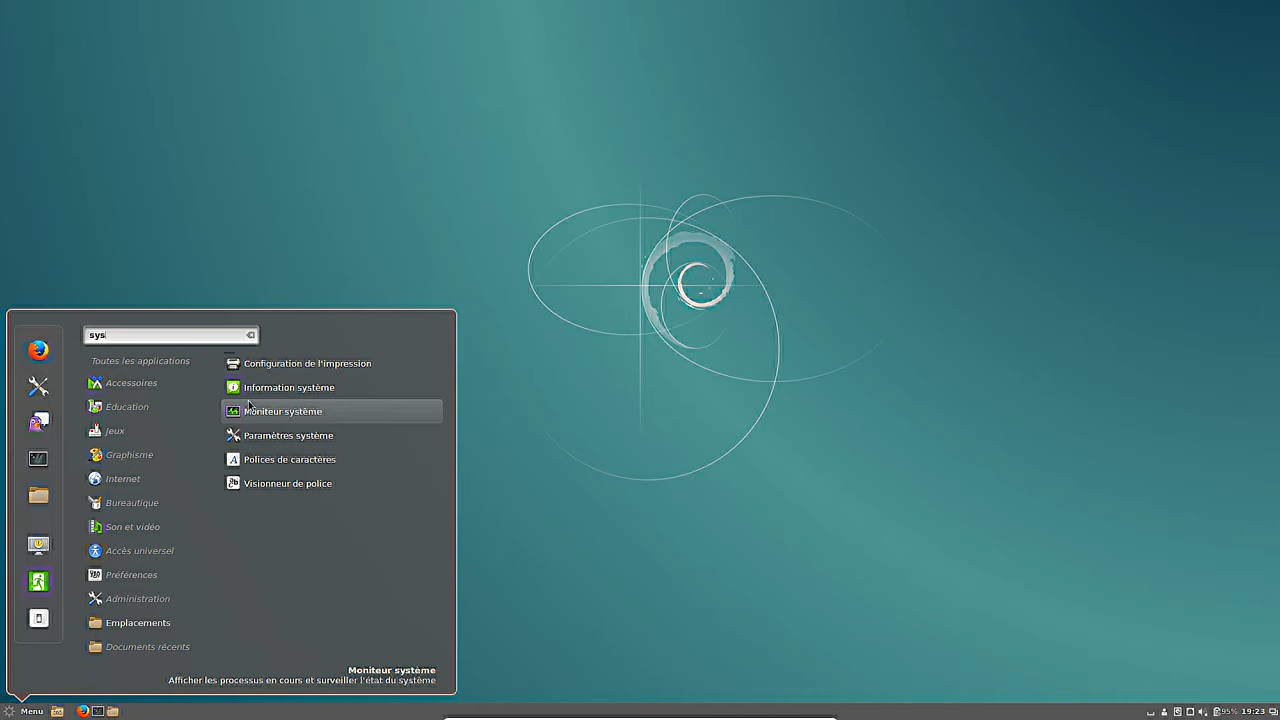 sys
Toutes les applications
Accessoires
Éducation
Jeux
Graphisme
Internet
Bureautique
Son et vidéo
Accès universel
Préférences
Administration
Emplacements
Documents récents
Configuration de l'impression
Information système
Moniteur système
Paramètres système
Polices de caractères
Visionneur de police
Moniteur système
Afficher les processus en cours et surveiller l'état du système
Menu
95% 19:23